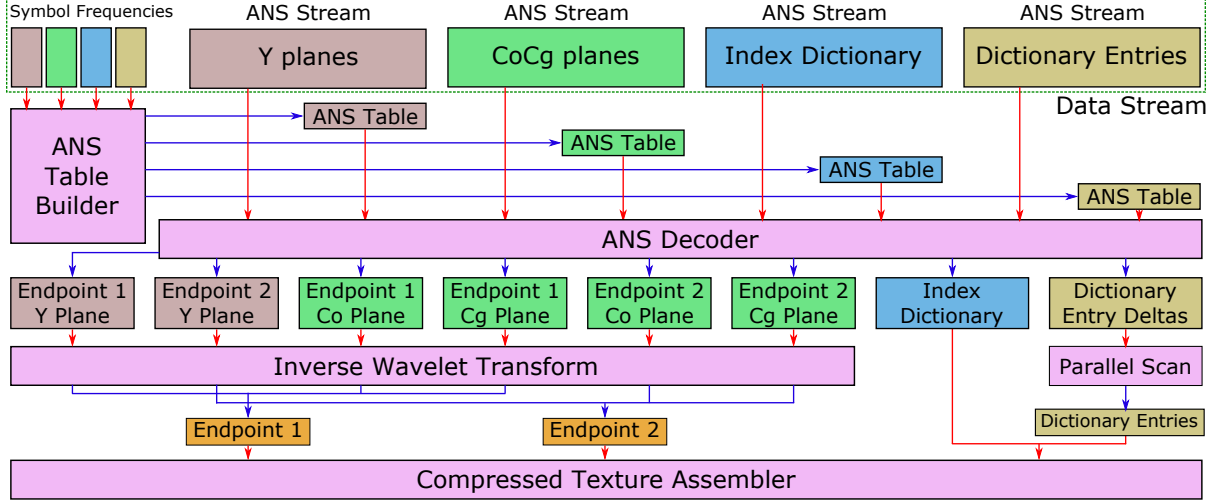 Symbol Frequencies
ANS Stream
ANS Stream
ANS Stream
ANS Stream
Y planes
CoCg planes
Index Dictionary
Dictionary Entries
Data Stream
ANS
Table
Builder
ANS Table
ANS Table
ANS Table
ANS Table
ANS Decoder
Endpoint 1
Y Plane
Endpoint 2
Y Plane
Endpoint 1
Co Plane
Endpoint 1
Cg Plane
Endpoint 2
Co Plane
Endpoint 2
Cg Plane
Index
Dictionary
Dictionary
Entry Deltas
Inverse Wavelet Transform
Parallel Scan
Dictionary Entries
Endpoint 1
Endpoint 2
Compressed Texture Assembler